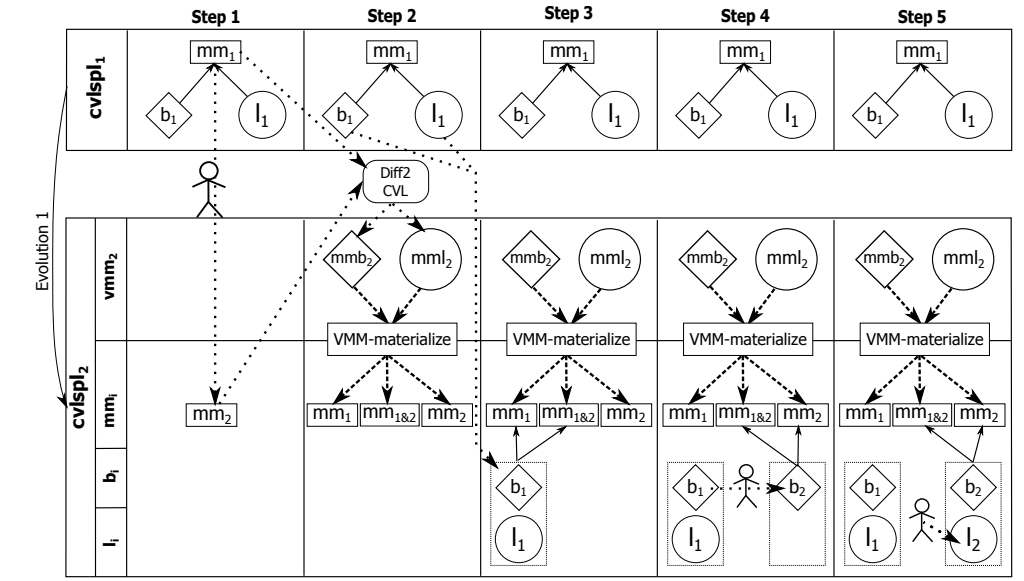 Step 1 Step 2 Step 3 Step 4 Step 5
cvlspl₁
mm₁ mm₁ mm₁ mm₁ mm₁
b₁ l₁ b₁ l₁ b₁ l₁ b₁ l₁ b₁ l₁
Evolution 1
Diff2
CVL
cvlspl₂
vmm₂
mmb₂ mml₂ mmb₂ mml₂ mmb₂ mml₂ mmb₂ mml₂
VMM-materialize VMM-materialize VMM-materialize VMM-materialize
mmᵢ
mm₂ mm₁ mm₁&₂ mm₂ mm₁ mm₁&₂ mm₂ mm₁ mm₁&₂ mm₂ mm₁ mm₁&₂ mm₂
bᵢ
b₁ b₁ b₂ b₁ b₂
lᵢ
l₁ l₁ l₁ l₂